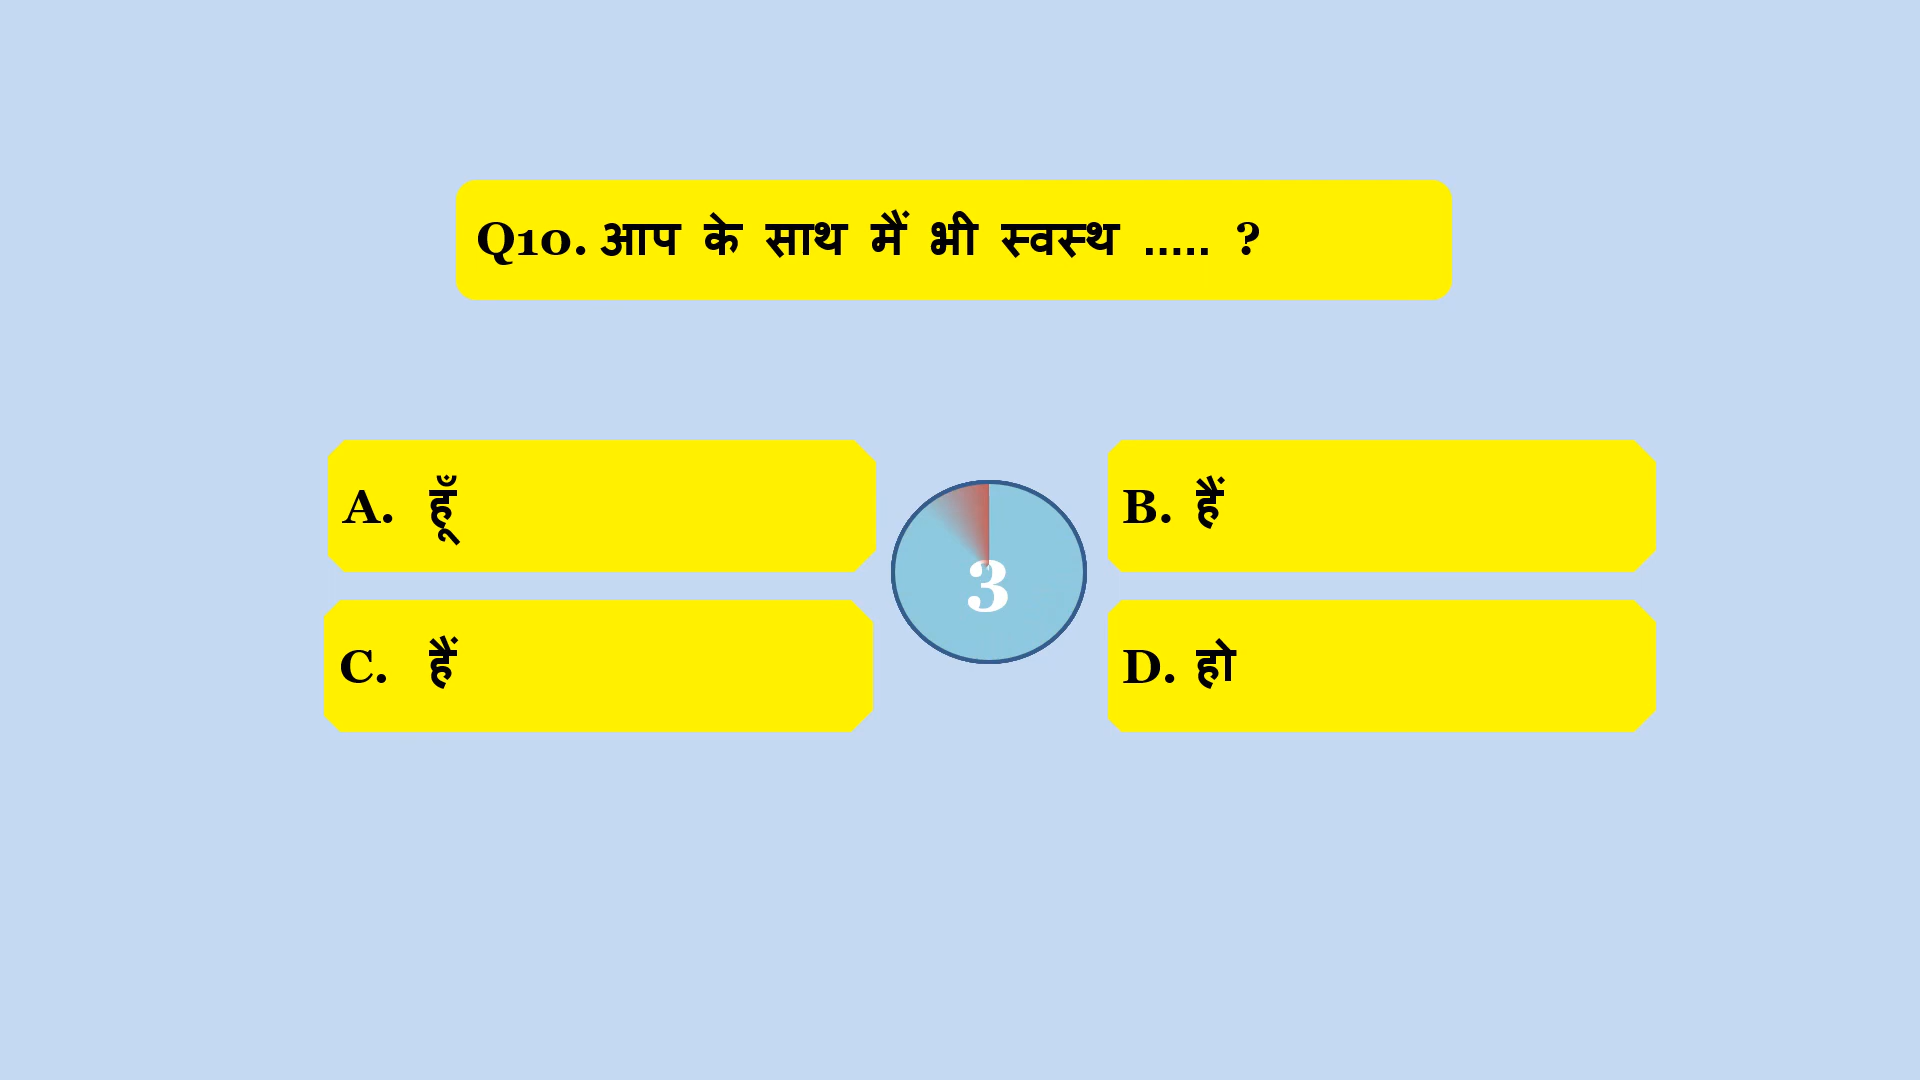 Q10. आप के साथ मैं भी स्वस्थ ..... ?
A. हूँ
B. हैं
3
C. हैं
D. हो